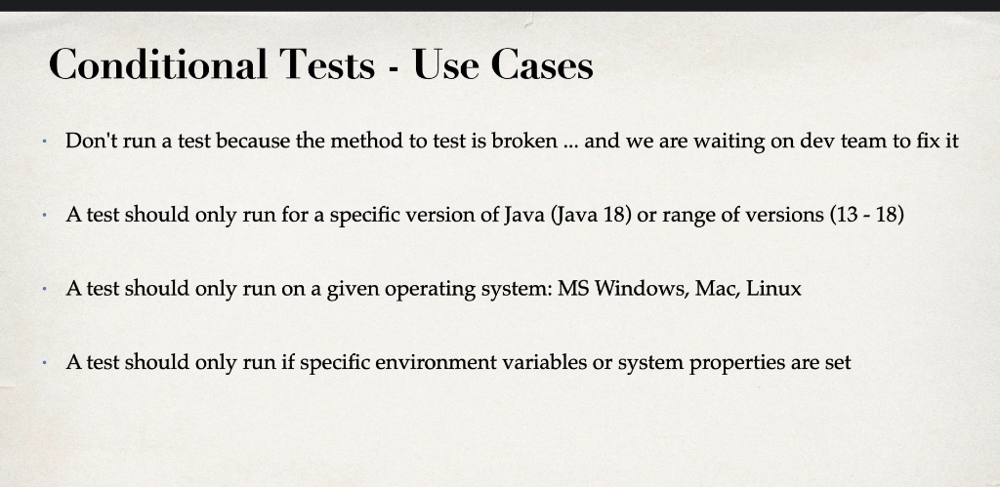 Conditional Tests - Use Cases
· Don't run a test because the method to test is broken ... and we are waiting on dev team to fix it
· A test should only run for a specific version of Java (Java 18) or range of versions (13 - 18)
· A test should only run on a given operating system: MS Windows, Mac, Linux
· A test should only run if specific environment variables or system properties are set